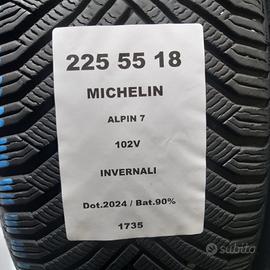 225 55 18
MICHELIN
ALPIN 7
102V
INVERNALI
Dot.2024 / Bat.90%
1735
subito